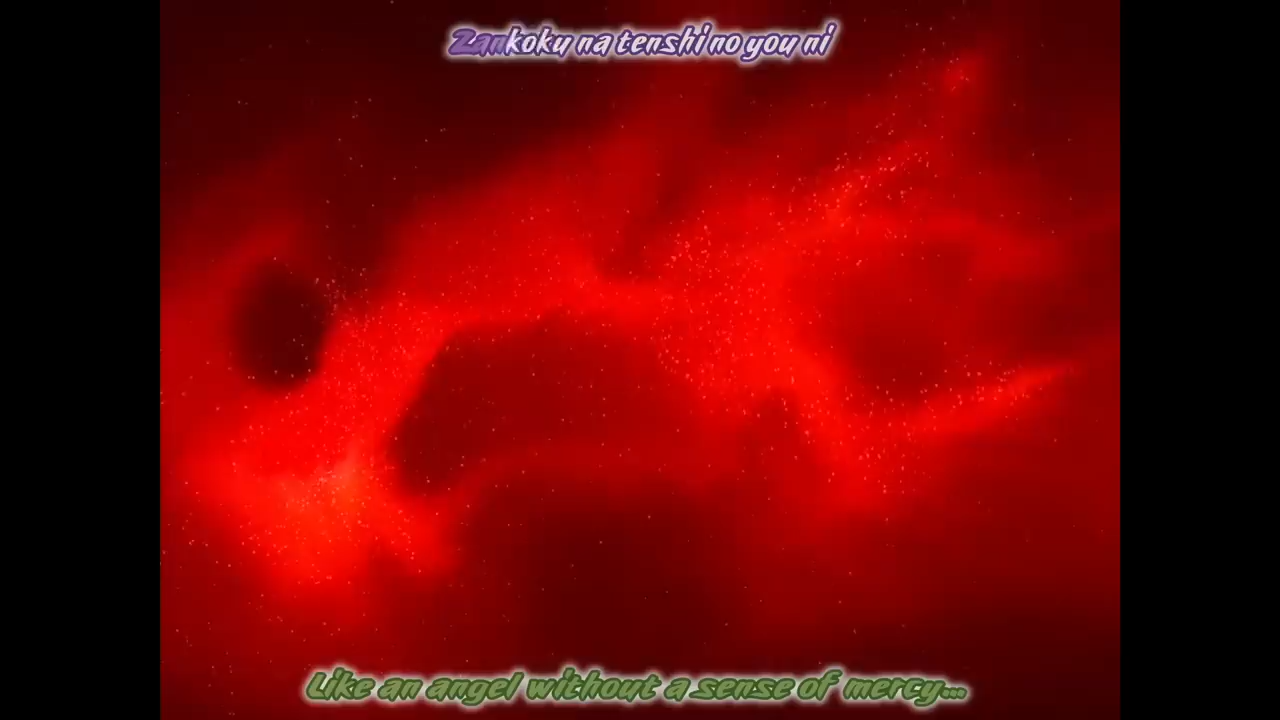 Zankoku na tenshi no you ni
Like an angel without a sense of mercy...